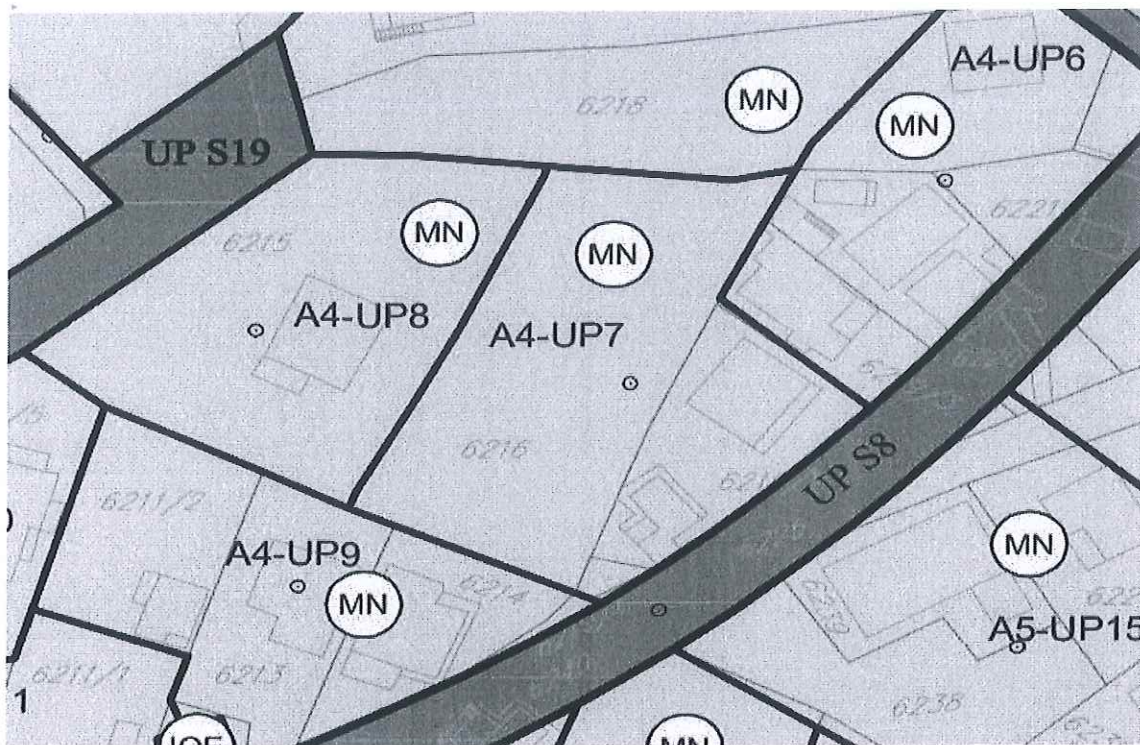 A4-UP6
MN
6218
MN
UP S19
6221
MN
6215
MN
A4-UP8
A4-UP7
6216
UP S8
6211/2
MN
A4-UP9
6214
MN
A5-UP15
6211/1
6213
1
6238
MN